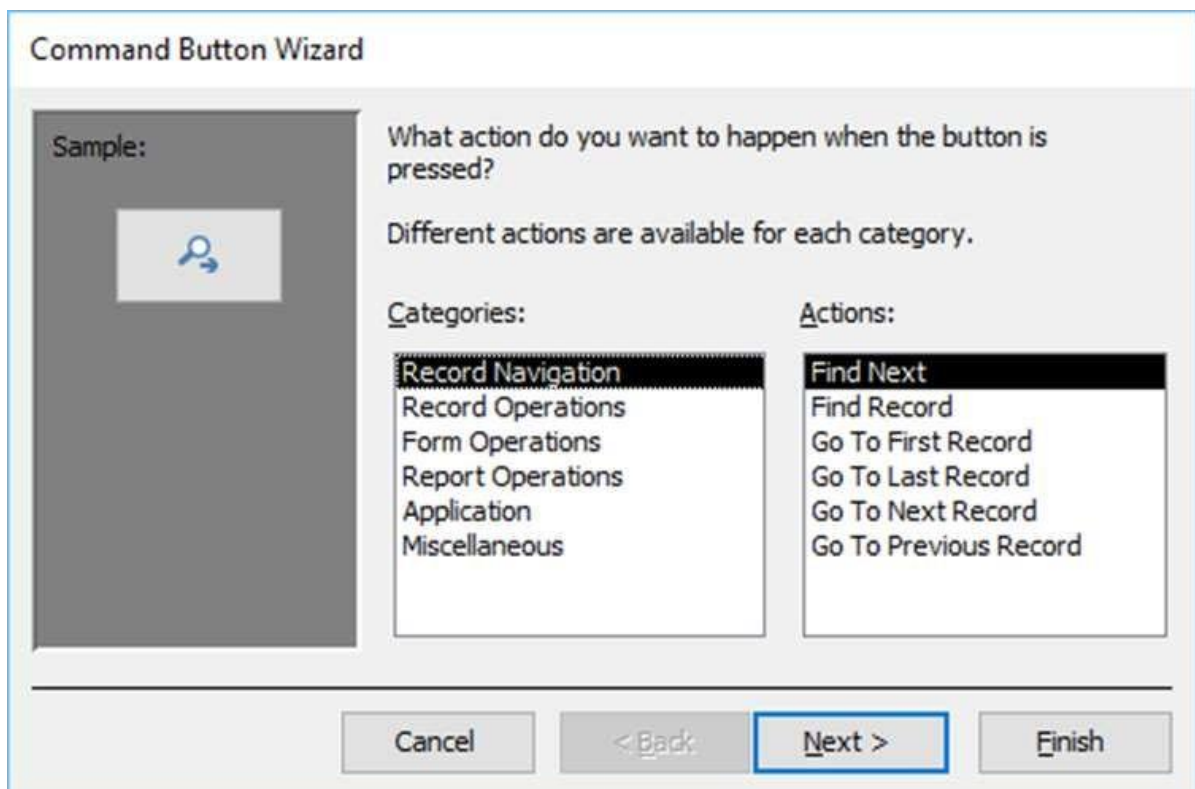 Command Button Wizard
Sample:
What action do you want to happen when the button is
pressed?
Different actions are available for each category.
Categories:
Record Navigation
Record Operations
Form Operations
Report Operations
Application
Miscellaneous
Actions:
Find Next
Find Record
Go To First Record
Go To Last Record
Go To Next Record
Go To Previous Record
Cancel
< Back
Next >
Finish